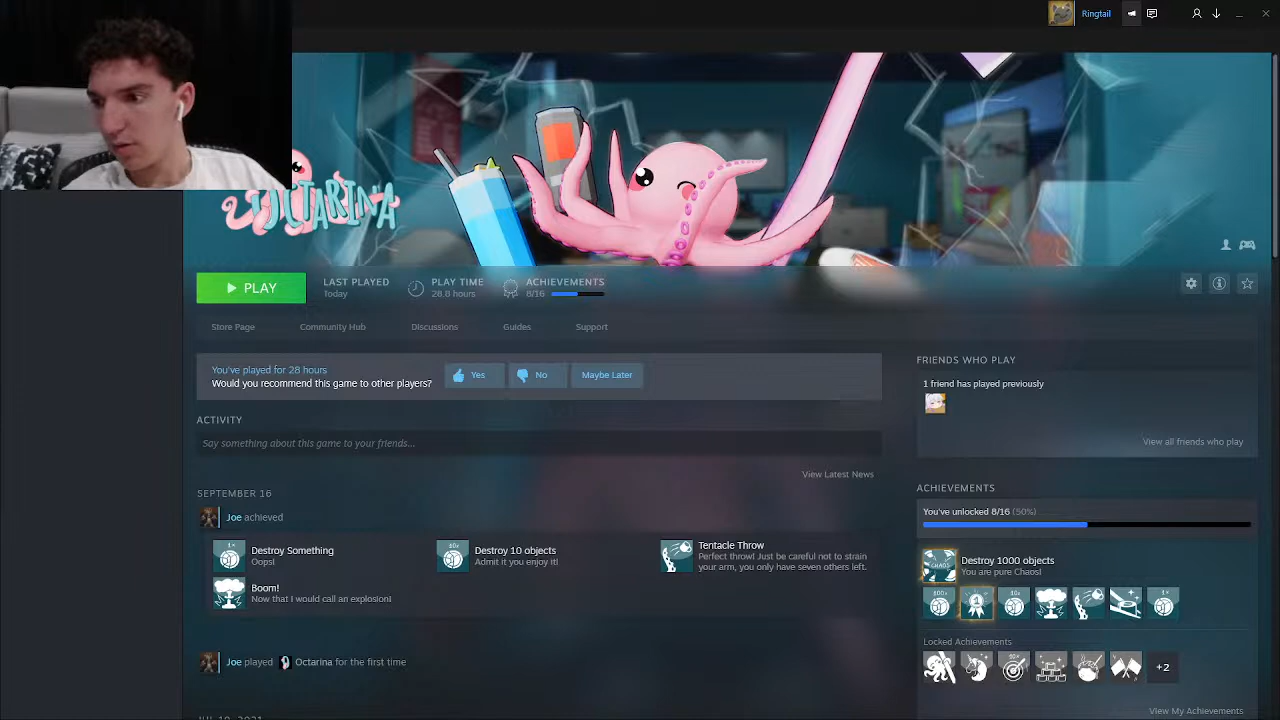 Ringtail
OCTARINA
PLAY
LAST PLAYED
Today
PLAY TIME
28.8 hours
ACHIEVEMENTS
8/16
Store Page
Community Hub
Discussions
Guides
Support
You've played for 28 hours
Would you recommend this game to other players?
Yes
No
Maybe Later
FRIENDS WHO PLAY
1 friend has played previously
View all friends who play
ACTIVITY
Say something about this game to your friends...
View Latest News
SEPTEMBER 16
Joe achieved
Destroy Something
Oops!
Destroy 10 objects
Admit it you enjoy it!
Tentacle Throw
Perfect throw! Just be careful not to strain
your arm, you only have seven others left.
Boom!
Now that I would call an explosion!
Joe played Octarina for the first time
ACHIEVEMENTS
You've unlocked 8/16 (50%)
CHAOS
Destroy 1000 objects
You are pure Chaos!
Locked Achievements
+2
View My Achievements